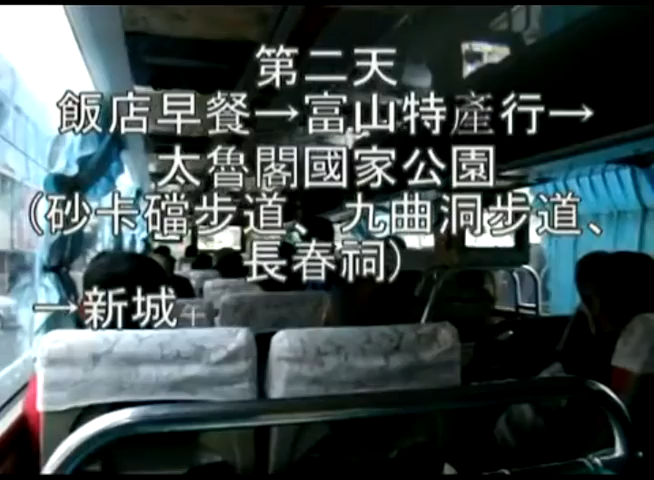 第二天
飯店早餐→富山特產行→
太魯閣國家公園
(砂卡礑步道、九曲洞步道、
長春祠)
→新城